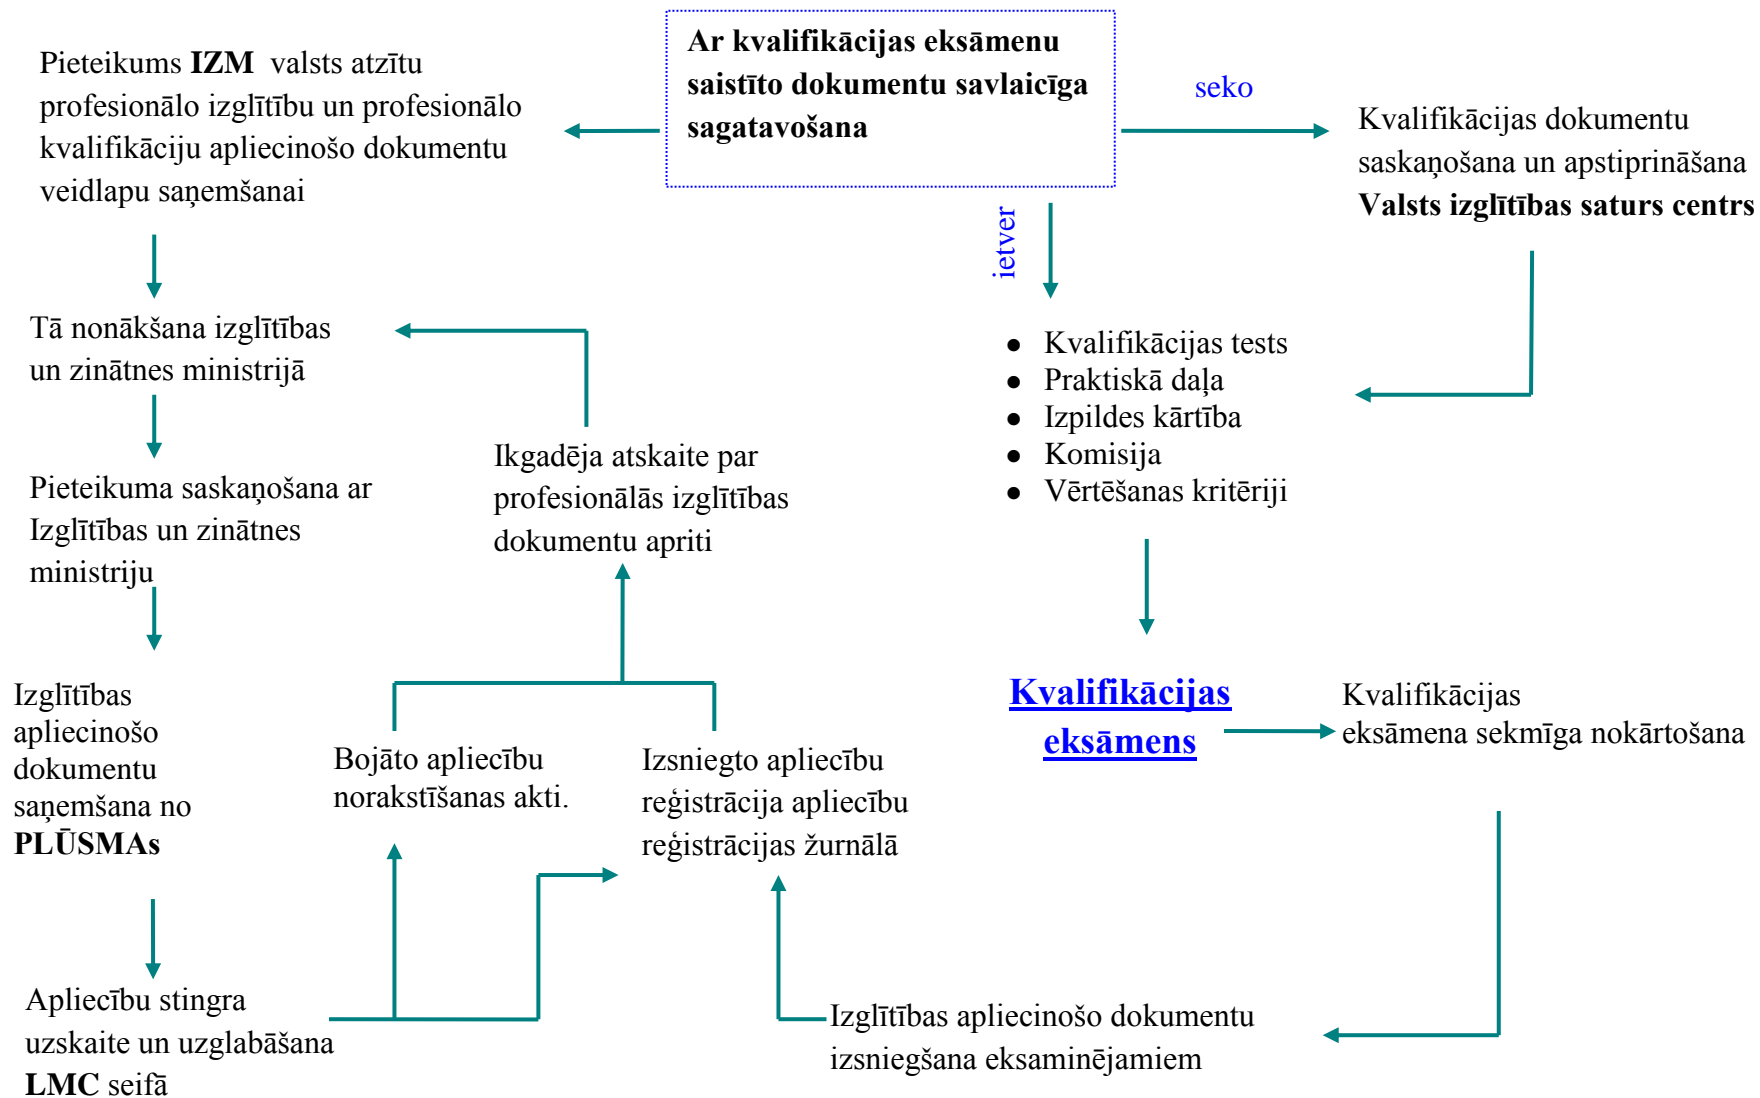 Ar kvalifikācijas eksāmenu
saistīto dokumentu savlaicīga
sagatavošana
Pieteikums IZM valsts atzītu
profesionālo izglītību un profesionālo
kvalifikāciju apliecinošo dokumentu
veidlapu saņemšanai
seko
Kvalifikācijas dokumentu
saskaņošana un apstiprināšana
Valsts izglītības saturs centrs
ietver
Tā nonākšana izglītības
un zinātnes ministrijā
● Kvalifikācijas tests
● Praktiskā daļa
● Izpildes kārtība
● Komisija
● Vērtēšanas kritēriji
Ikgadēja atskaite par
profesionālās izglītības
dokumentu apriti
Pieteikuma saskaņošana ar
Izglītības un zinātnes
ministriju
Izglītības
apliecinošo
dokumentu
saņemšana no
PLŪSMAs
Bojāto apliecību
norakstīšanas akti.
Izsniegto apliecību
reģistrācija apliecību
reģistrācijas žurnālā
Kvalifikācijas
eksāmens
Kvalifikācijas
eksāmena sekmīga nokārtošana
Apliecību stingra
uzskaite un uzglabāšana
LMC seifā
Izglītības apliecinošo dokumentu
izsniegšana eksaminējamiem